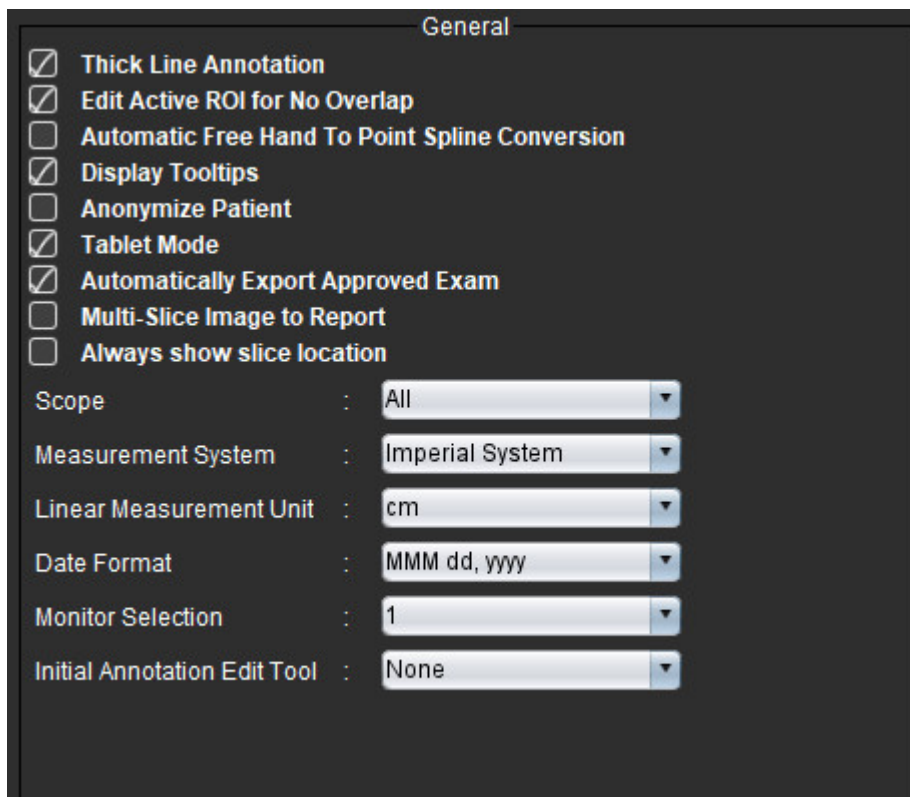 General
Thick Line Annotation
Edit Active ROI for No Overlap
Automatic Free Hand To Point Spline Conversion
Display Tooltips
Anonymize Patient
Tablet Mode
Automatically Export Approved Exam
Multi-Slice Image to Report
Always show slice location
Scope : All
Measurement System : Imperial System
Linear Measurement Unit : cm
Date Format : MMM dd, yyyy
Monitor Selection : 1
Initial Annotation Edit Tool : None